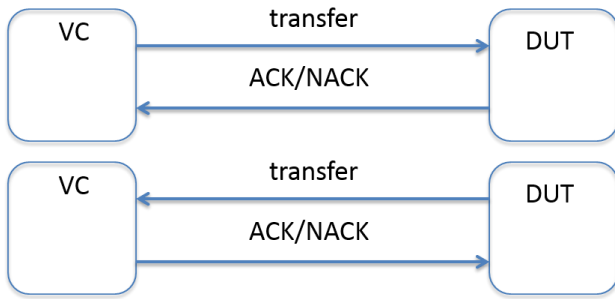 transfer
VC
DUT
ACK/NACK
transfer
VC
DUT
ACK/NACK